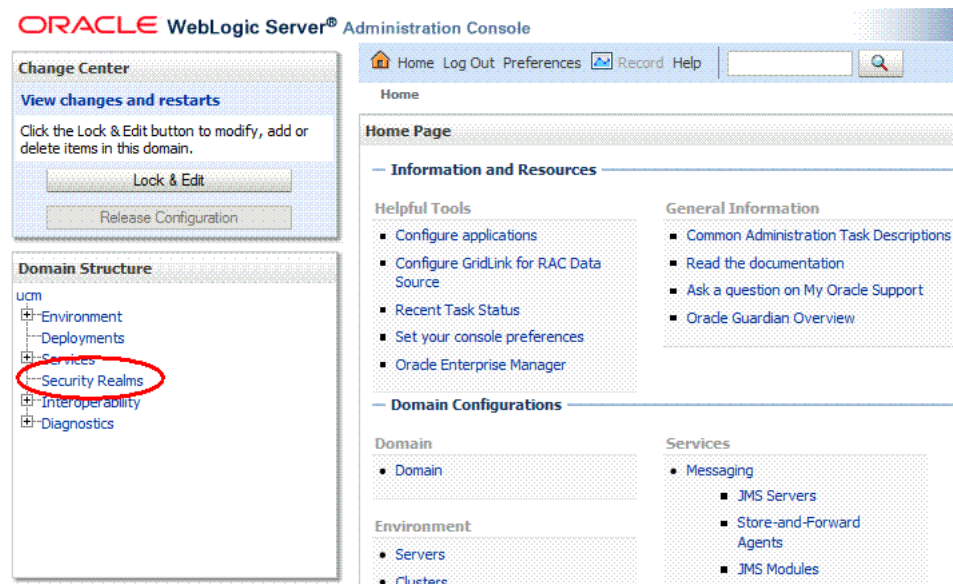 ORACLE WebLogic Server® Administration Console
Change Center
View changes and restarts
Click the Lock & Edit button to modify, add or
delete items in this domain.
Lock & Edit
Release Configuration
Domain Structure
ucm
Environment
Deployments
Services
Security Realms
Interoperability
Diagnostics
Home Log Out Preferences Record Help
Home
Home Page
Information and Resources
Helpful Tools
Configure applications
Configure GridLink for RAC Data
Source
Recent Task Status
Set your console preferences
Oracle Enterprise Manager
General Information
Common Administration Task Descriptions
Read the documentation
Ask a question on My Oracle Support
Oracle Guardian Overview
Domain Configurations
Domain
Domain
Environment
Servers
Clusters
Services
Messaging
JMS Servers
Store-and-Forward
Agents
JMS Modules